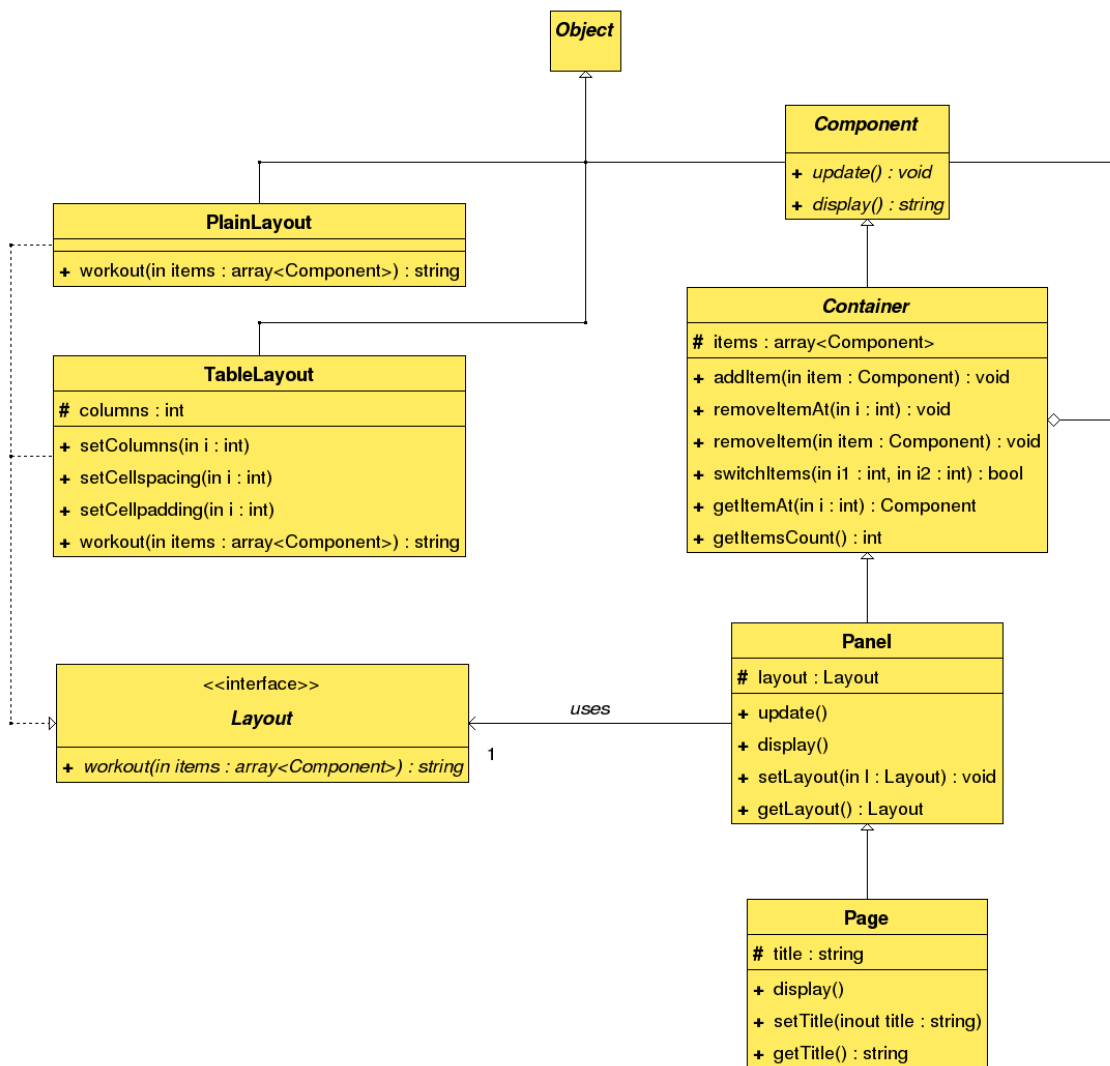 Object
Component
+ update() : void
+ display() : string
PlainLayout
+ workout(in items : array<Component>) : string
Container
# items : array<Component>
+ addItem(in item : Component) : void
+ removeItemAt(in i : int) : void
+ removeItem(in item : Component) : void
+ switchItems(in i1 : int, in i2 : int) : bool
+ getItemAt(in i : int) : Component
+ getItemsCount() : int
TableLayout
# columns : int
+ setColumns(in i : int)
+ setCellspacing(in i : int)
+ setCellpadding(in i : int)
+ workout(in items : array<Component>) : string
<<interface>>
Layout
+ workout(in items : array<Component>) : string
uses
1
Panel
# layout : Layout
+ update()
+ display()
+ setLayout(in l : Layout) : void
+ getLayout() : Layout
Page
# title : string
+ display()
+ setTitle(inout title : string)
+ getTitle() : string